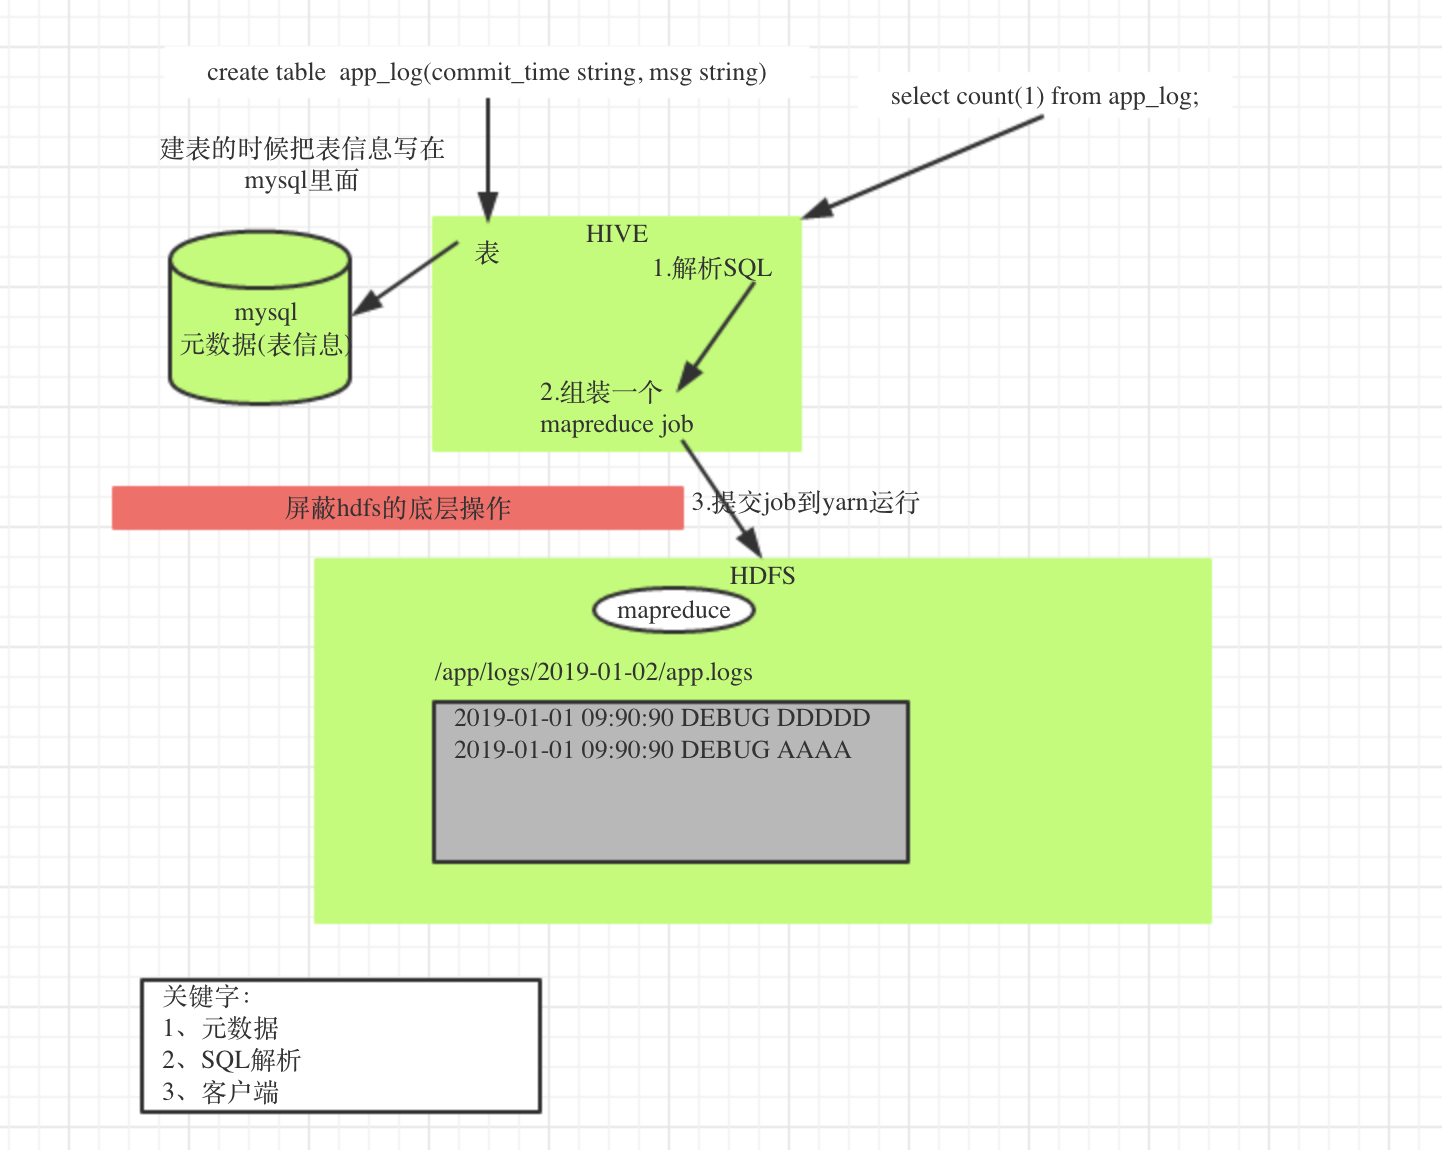 create table  app_log(commit_time string, msg string)
select count(1) from app_log;
建表的时候把表信息写在
mysql里面
HIVE
表
1.解析SQL
mysql
元数据(表信息)
2.组装一个
mapreduce job
3.提交job到yarn运行
屏蔽hdfs的底层操作
HDFS
mapreduce
/app/logs/2019-01-02/app.logs
2019-01-01 09:90:90 DEBUG DDDDD
2019-01-01 09:90:90 DEBUG AAAA
关键字：
1、元数据
2、SQL解析
3、客户端